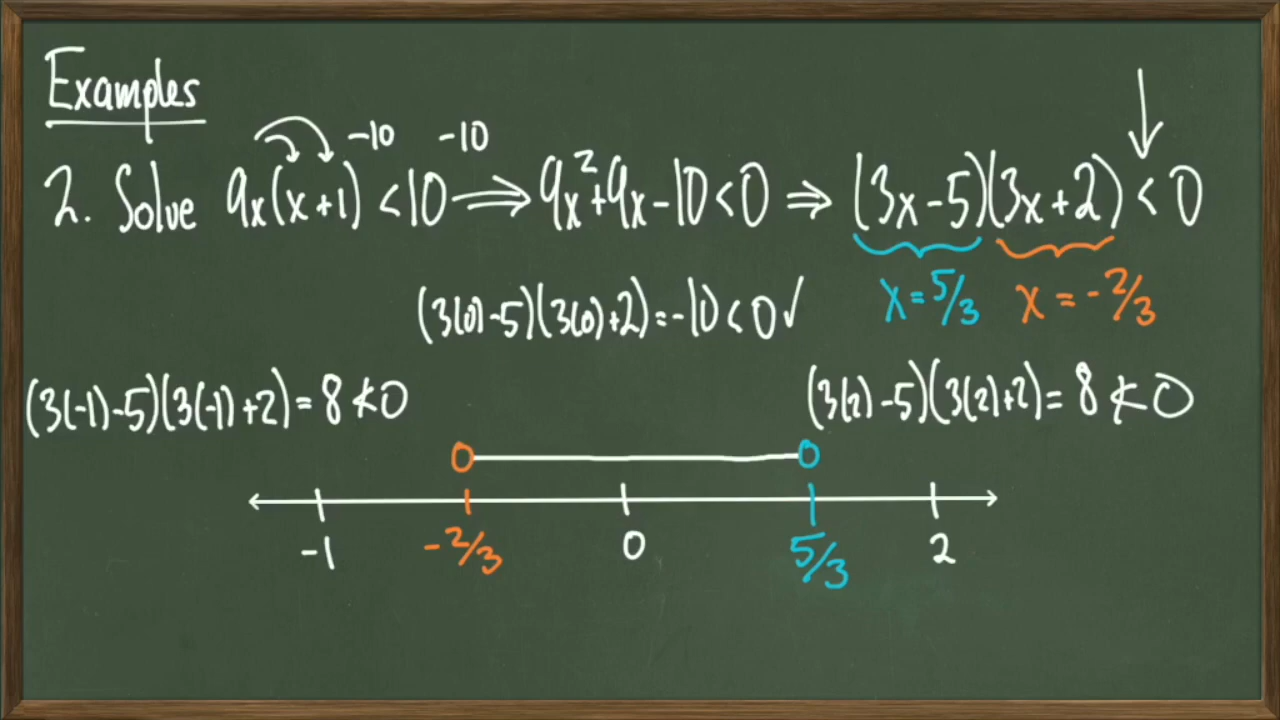 Examples
-10 -10
2. Solve 9x(x+1) <10 ⟹ 9x²+9x-10<0 ⇒ (3x-5)(3x+2) < 0
x=5/3 x=-2/3
(3(0)-5)(3(0)+2)=-10<0✓
(3(-1)-5)(3(-1)+2)=8≮0 (3(2)-5)(3(2)+2)=8≮0
-1 -2/3 0 5/3 2